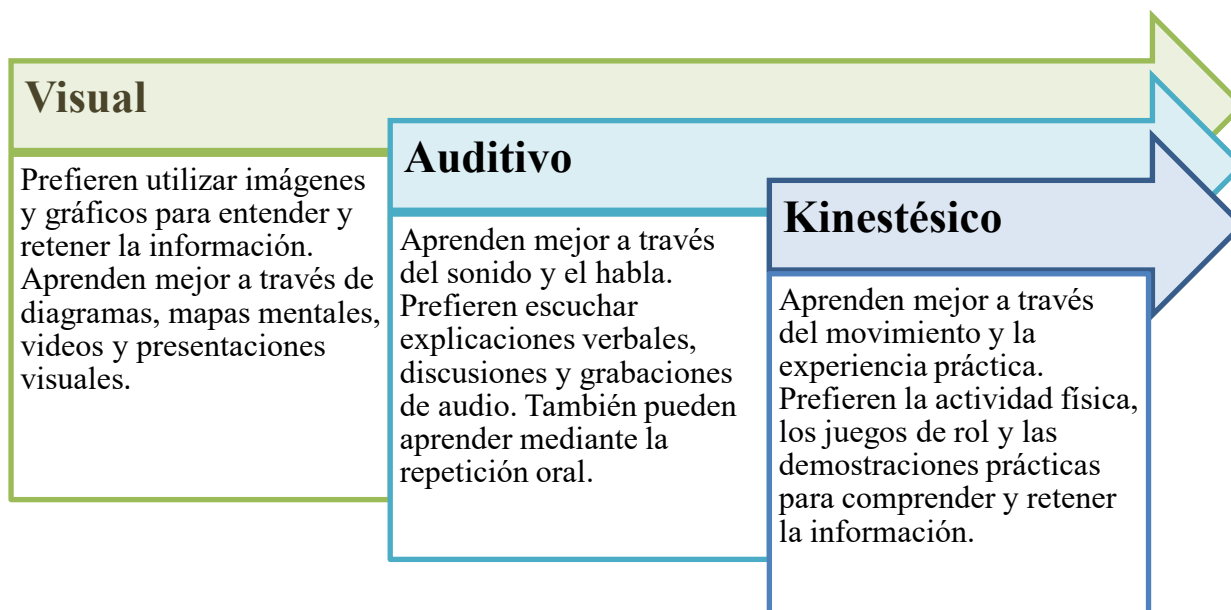 Visual
Prefieren utilizar imágenes
y gráficos para entender y
retener la información.
Aprenden mejor a través de
diagramas, mapas mentales,
videos y presentaciones
visuales.
Auditivo
Aprenden mejor a través
del sonido y el habla.
Prefieren escuchar
explicaciones verbales,
discusiones y grabaciones
de audio. También pueden
aprender mediante la
repetición oral.
Kinestésico
Aprenden mejor a través
del movimiento y la
experiencia práctica.
Prefieren la actividad física,
los juegos de rol y las
demostraciones prácticas
para comprender y retener
la información.